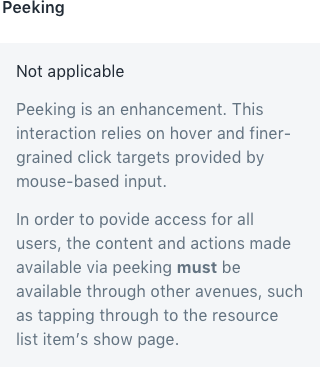 Peeking
Not applicable
Peeking is an enhancement. This
interaction relies on hover and finer-
grained click targets provided by
mouse-based input.
In order to povide access for all
users, the content and actions made
available via peeking must be
available through other avenues, such
as tapping through to the resource
list item’s show page.